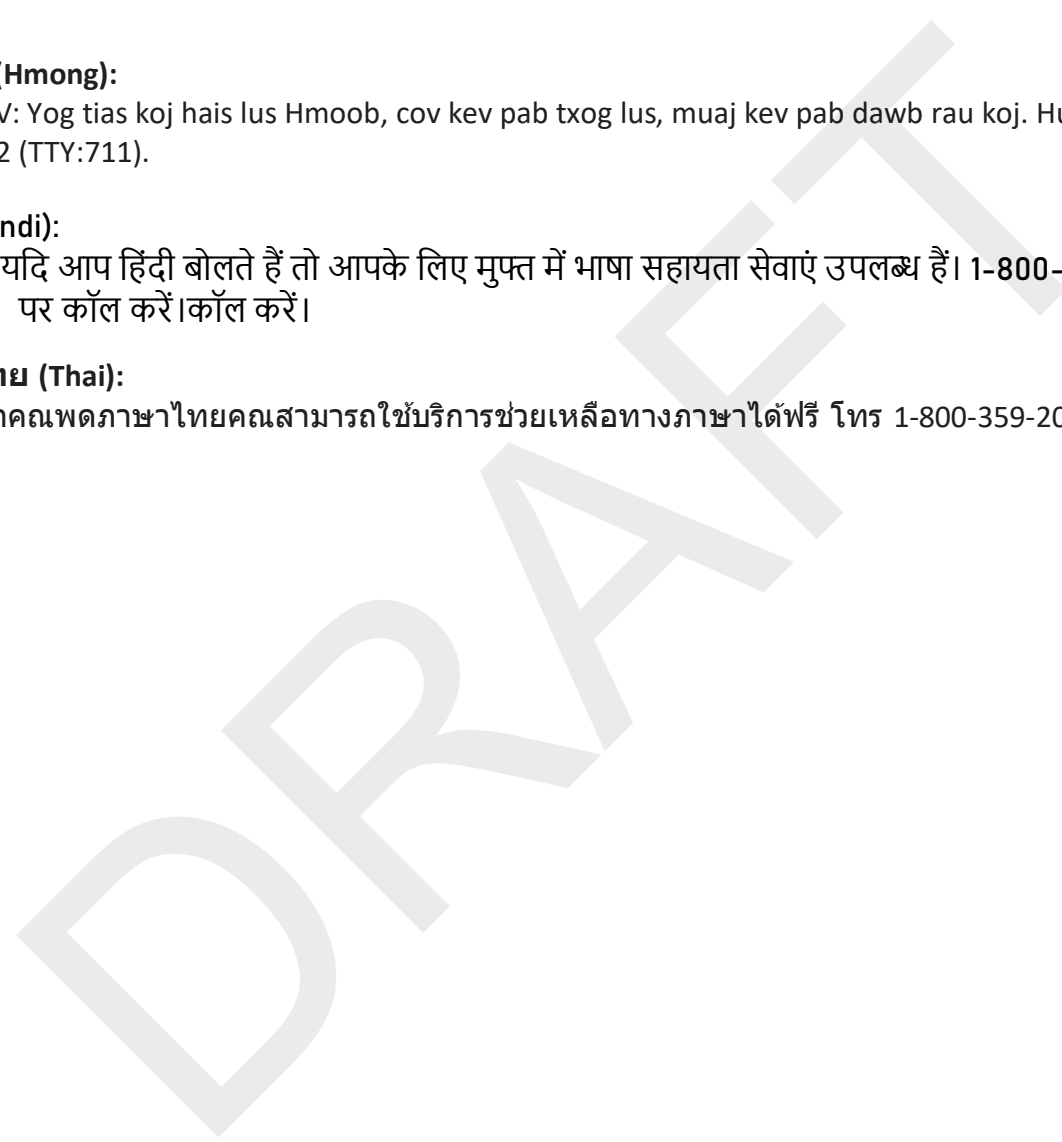 (Hmong):
V: Yog tias koj hais lus Hmoob, cov kev pab txog lus, muaj kev pab dawb rau koj. Hu
2 (TTY:711).
ndi):
यदि आप हिंदी बोलते हैं तो आपके लिए मुफ्त में भाषा सहायता सेवाएं उपलब्ध हैं। 1-800-
पर कॉल करें।कॉल करें।
ทย (Thai):
าคณพดภาษาไทยคณสามารถใช้บริการช่วยเหลือทางภาษาได้ฟรี โทร 1-800-359-20
DRAFT